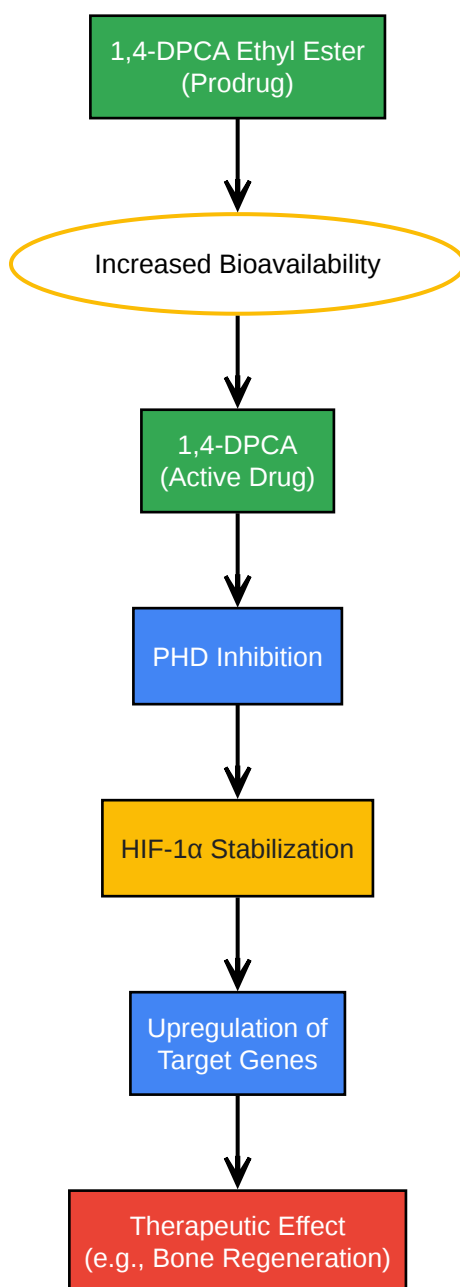 1,4-DPCA Ethyl Ester
(Prodrug)
Increased Bioavailability
1,4-DPCA
(Active Drug)
PHD Inhibition
HIF-1α Stabilization
Upregulation of
Target Genes
Therapeutic Effect
(e.g., Bone Regeneration)